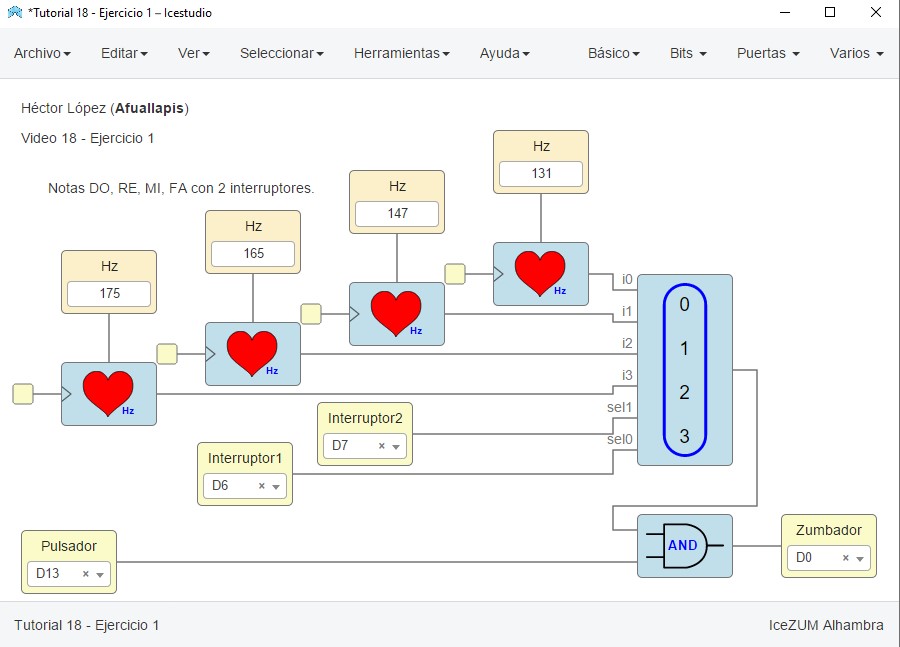 *Tutorial 18 - Ejercicio 1 – Icestudio
Archivo Editar Ver Seleccionar Herramientas Ayuda Básico Bits Puertas Varios
Héctor López (Afuallapis)
Video 18 - Ejercicio 1
Notas DO, RE, MI, FA con 2 interruptores.
Hz
131
Hz
147
Hz
165
Hz
175
Hz
Hz
Hz
Hz
i0
i1
i2
i3
sel1
sel0
0
1
2
3
Interruptor2
D7 ×
Interruptor1
D6 ×
Pulsador
D13 ×
AND
Zumbador
D0 ×
Tutorial 18 - Ejercicio 1
IceZUM Alhambra